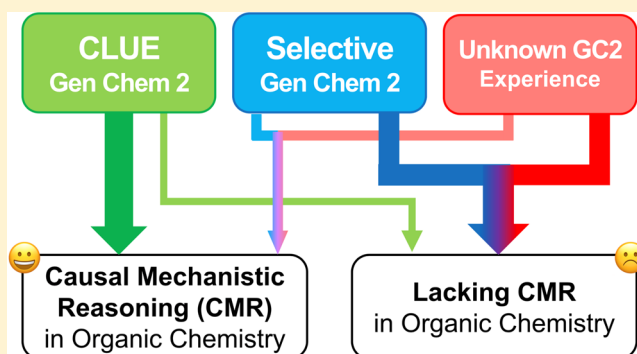 CLUE
Gen Chem 2
Selective
Gen Chem 2
Unknown GC2
Experience
Causal Mechanistic
Reasoning (CMR)
in Organic Chemistry
Lacking CMR
in Organic Chemistry